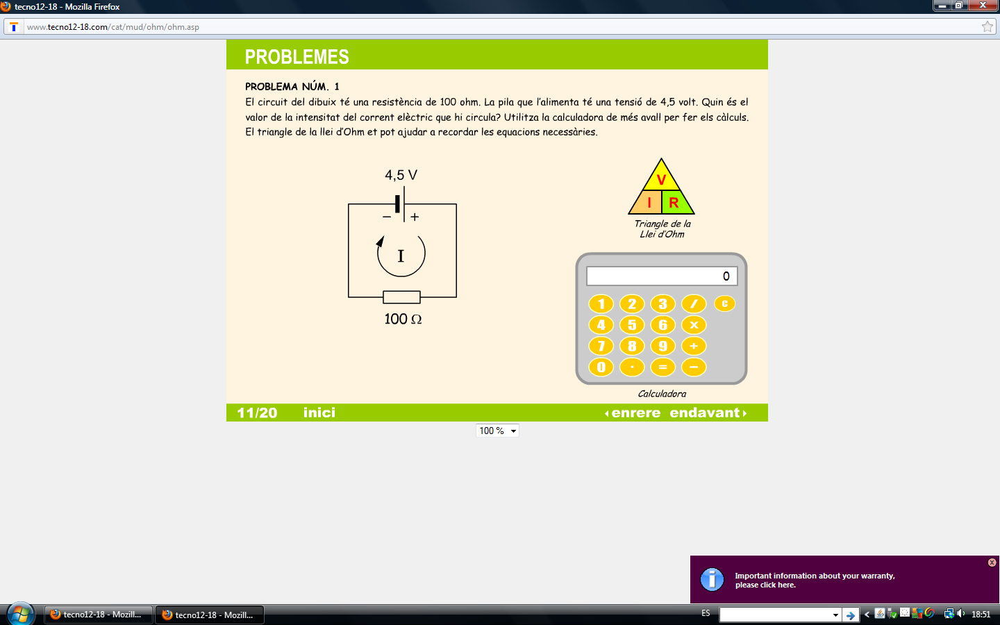 tecno12-18 - Mozilla Firefox
www.tecno12-18.com/cat/mud/ohm/ohm.asp
PROBLEMES
PROBLEMA NÚM. 1
El circuit del dibuix té una resistència de 100 ohm. La pila que l'alimenta té una tensió de 4,5 volt. Quin és el
valor de la intensitat del corrent elèctric que hi circula? Utilitza la calculadora de més avall per fer els càlculs.
El triangle de la llei d'Ohm et pot ajudar a recordar les equacions necessàries.
4,5 V
− +
I
100 Ω
V
I R
Triangle de la
Llei d'Ohm
0
1 2 3 / C
4 5 6 x
7 8 9 +
0 . = −
Calculadora
11/20 inici enrere endavant
100 %
Important information about your warranty,
please click here.
tecno12-18 - Mozill... tecno12-18 - Mozill... ES 18:51